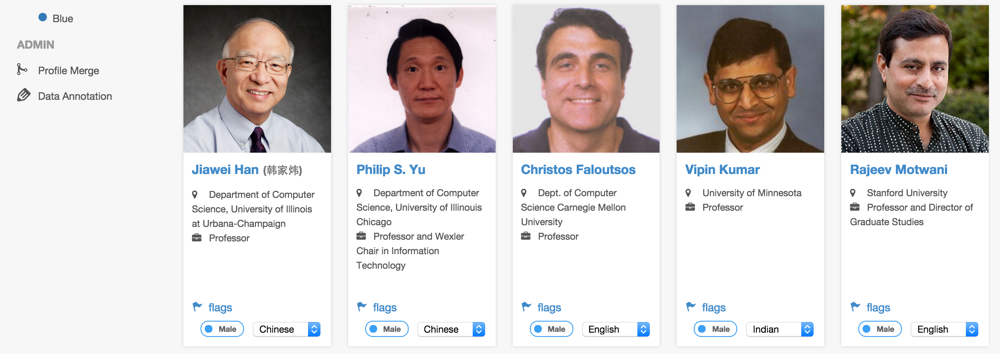 Blue
ADMIN
Profile Merge
Data Annotation
Jiawei Han (韩家炜)
Department of Computer
Science, University of Illinois
at Urbana-Champaign
Professor
flags
Male
Chinese
Philip S. Yu
Department of Computer
Science, University of Illinouis
Chicago
Professor and Wexler
Chair in Information
Technology
flags
Male
Chinese
Christos Faloutsos
Dept. of Computer
Science Carnegie Mellon
University
Professor
flags
Male
English
Vipin Kumar
University of Minnesota
Professor
flags
Male
Indian
Rajeev Motwani
Stanford University
Professor and Director of
Graduate Studies
flags
Male
English